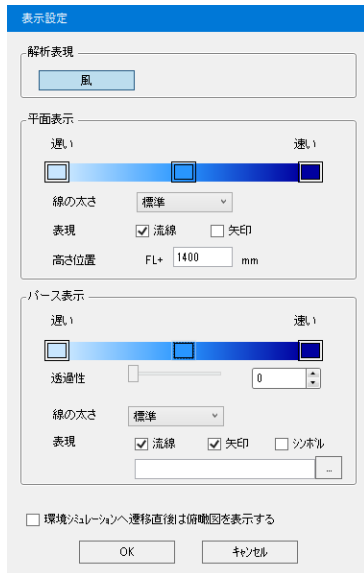 表示設定
解析表現
風
平面表示
遅い 速い
線の太さ 標準
表現 流線 矢印
高さ位置 FL+ 1400 mm
パース表示
遅い 速い
透過性 0
線の太さ 標準
表現 流線 矢印 ｼﾝﾎﾞﾙ
...
環境ｼﾐｭﾚｰｼｮﾝへ遷移直後は俯瞰図を表示する
OK ｷｬﾝｾﾙ